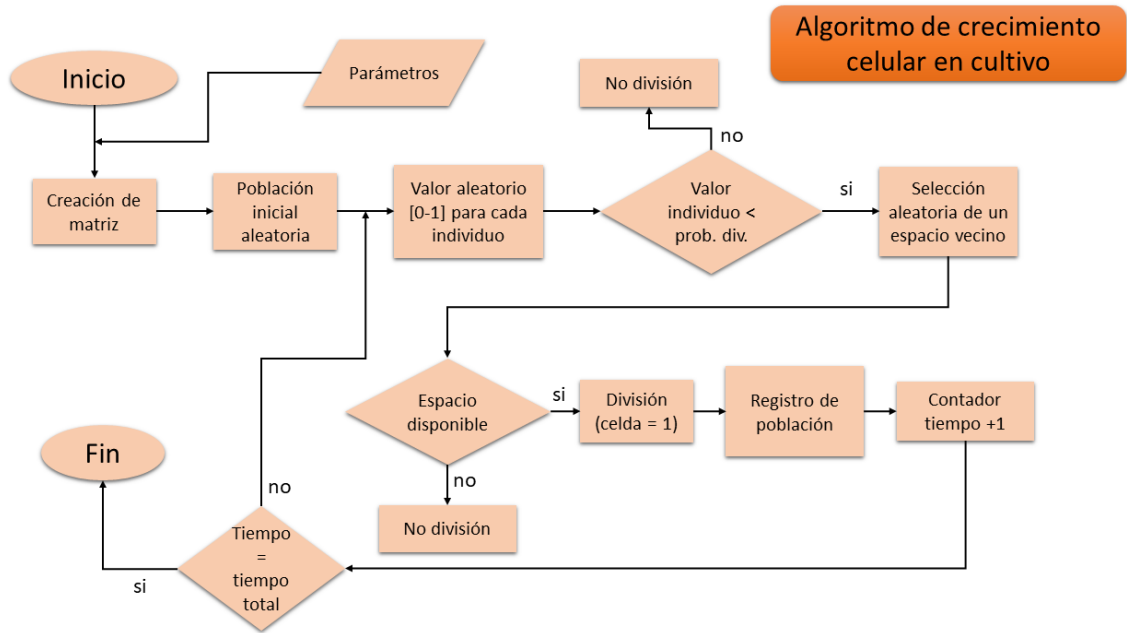 Algoritmo de crecimiento
celular en cultivo
Inicio
Parámetros
No división
no
Creación de
matriz
Población
inicial
aleatoria
Valor aleatorio
[0-1] para cada
individuo
Valor
individuo <
prob. div.
si
Selección
aleatoria de un
espacio vecino
Espacio
disponible
si
División
(celda = 1)
Registro de
población
Contador
tiempo +1
no
No división
Fin
no
Tiempo
=
tiempo
total
si